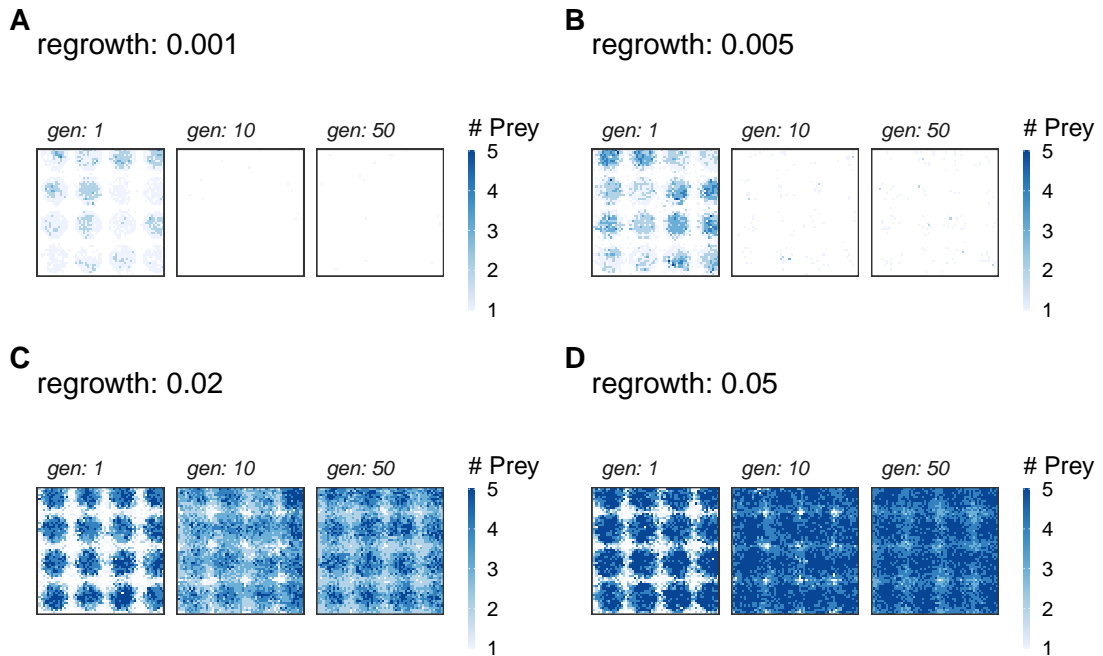 A
regrowth: 0.001
gen: 1
gen: 10
gen: 50
# Prey
5
4
3
2
1
B
regrowth: 0.005
gen: 1
gen: 10
gen: 50
# Prey
5
4
3
2
1
C
regrowth: 0.02
gen: 1
gen: 10
gen: 50
# Prey
5
4
3
2
1
D
regrowth: 0.05
gen: 1
gen: 10
gen: 50
# Prey
5
4
3
2
1